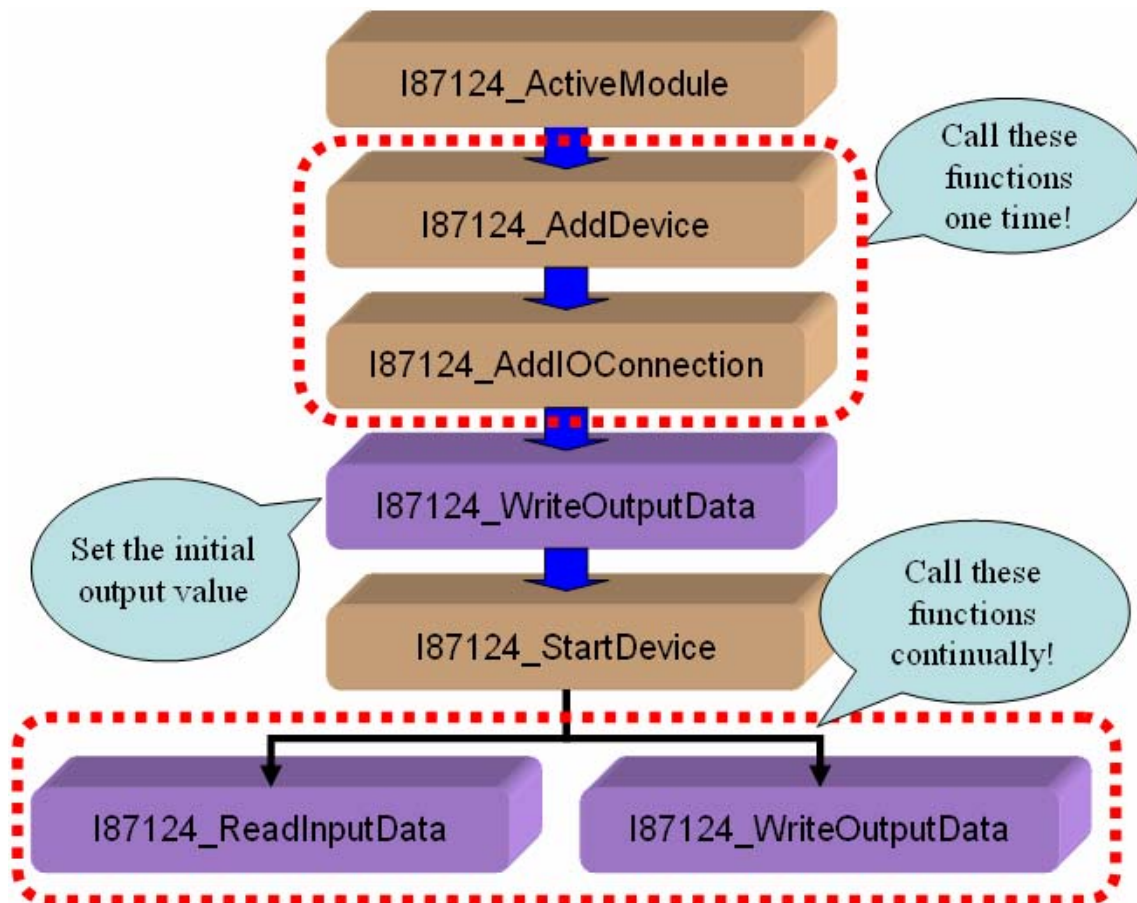 I87124_ActiveModule
Call these
functions
one time!
I87124_AddDevice
I87124_AddIOConnection
I87124_WriteOutputData
Set the initial
output value
Call these
functions
continually!
I87124_StartDevice
I87124_ReadInputData
I87124_WriteOutputData